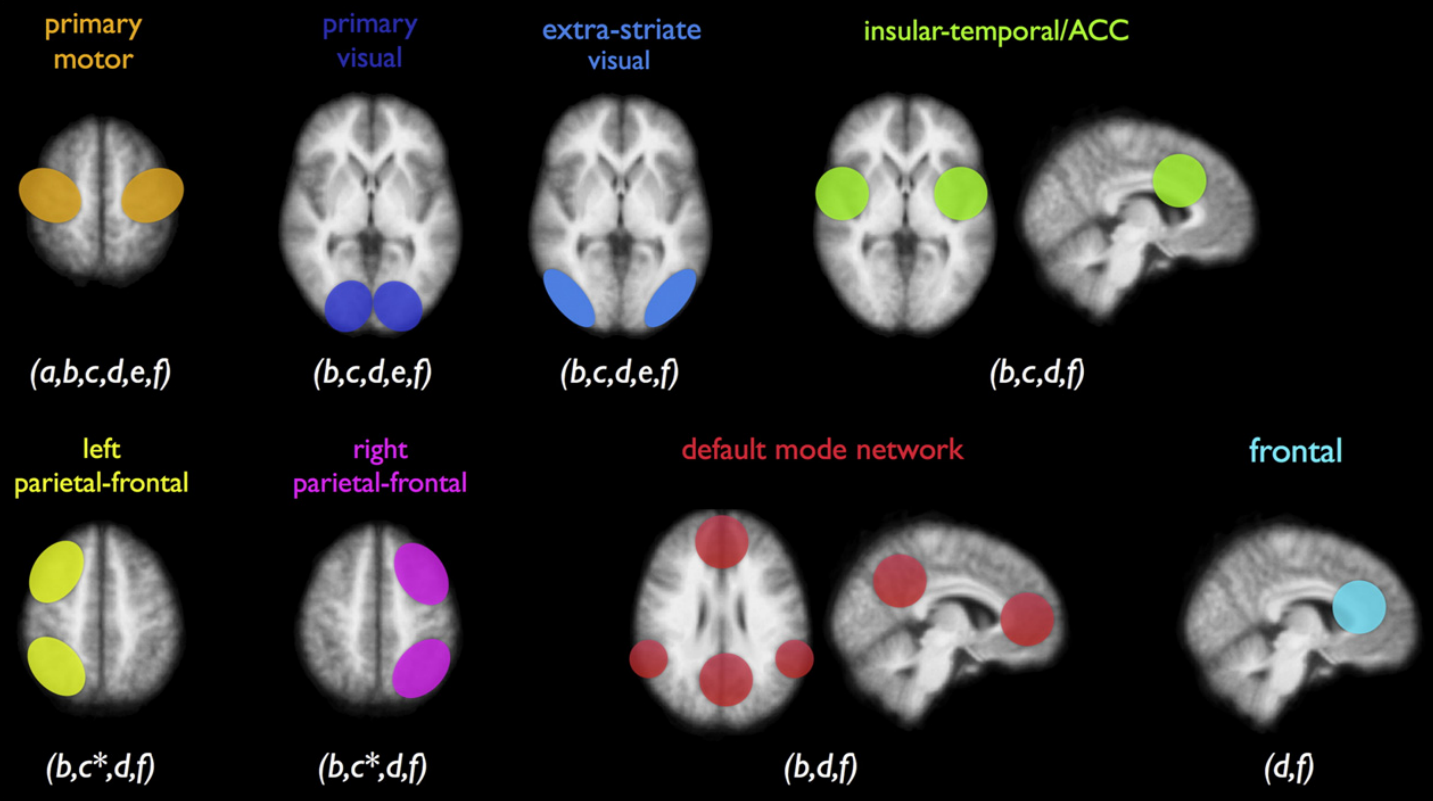 primary
motor
primary
visual
extra-striate
visual
insular-temporal/ACC
(a,b,c,d,e,f)
(b,c,d,e,f)
(b,c,d,e,f)
(b,c,d,f)
left
parietal-frontal
right
parietal-frontal
default mode network
frontal
(b,c*,d,f)
(b,c*,d,f)
(b,d,f)
(d,f)